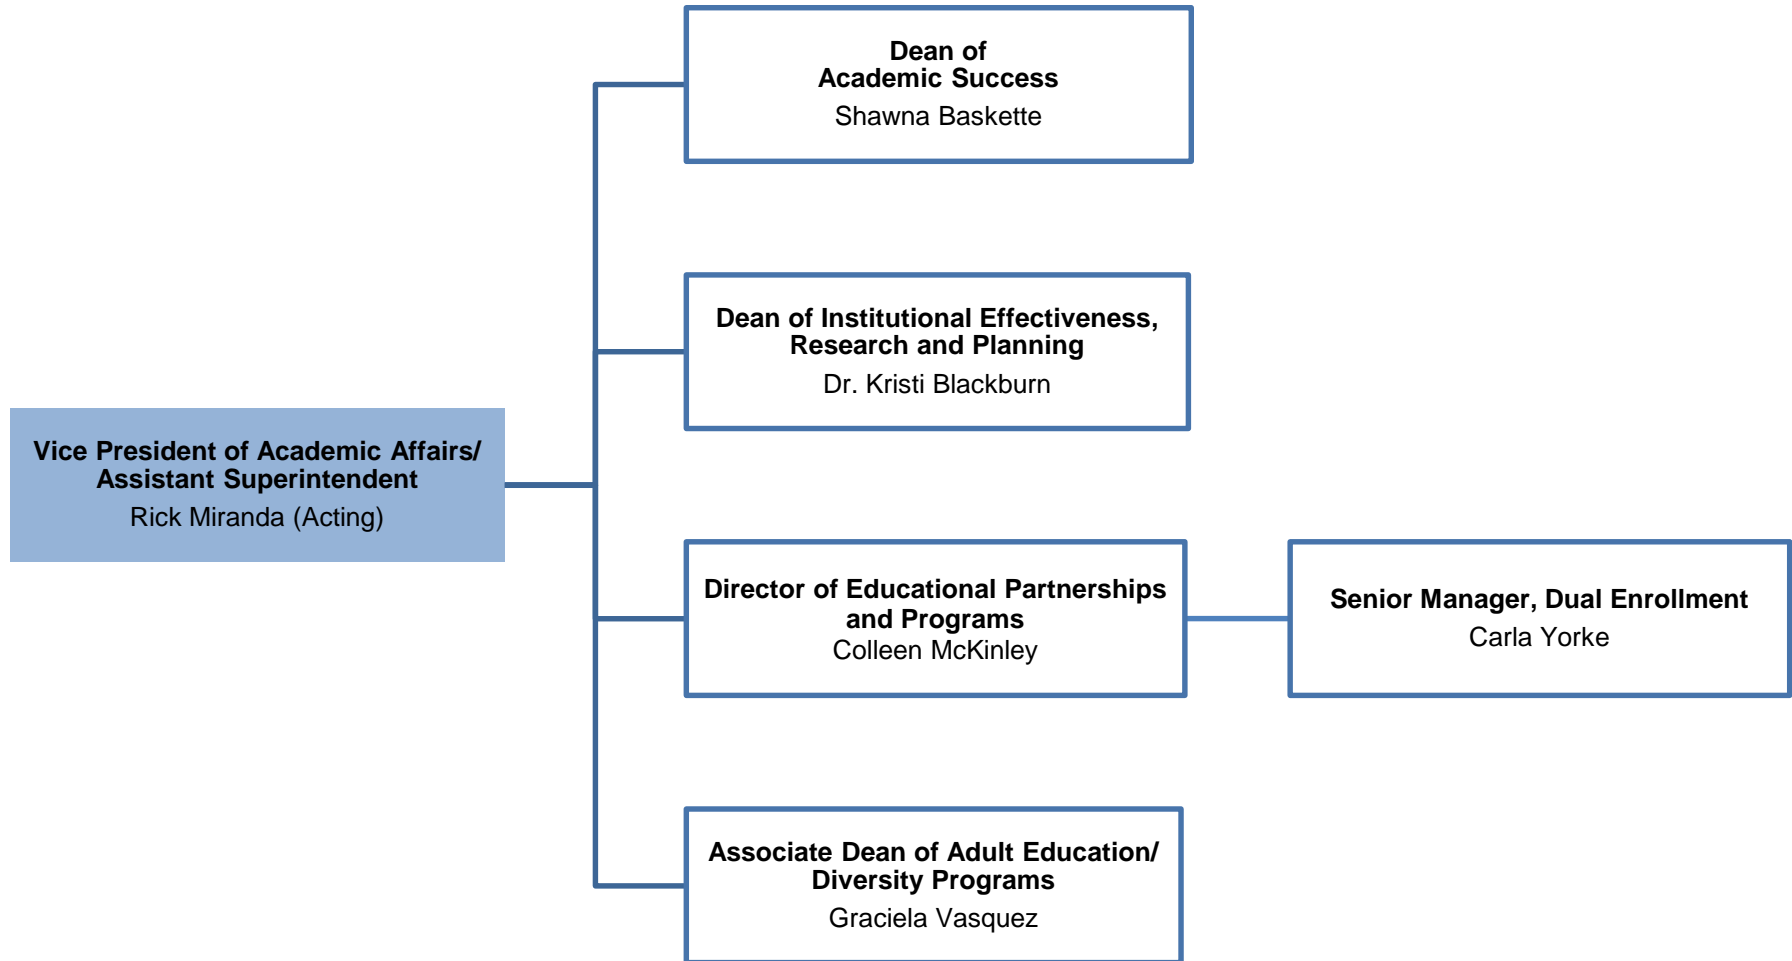 Dean of
Academic Success
Shawna Baskette
Dean of Institutional Effectiveness,
Research and Planning
Dr. Kristi Blackburn
Vice President of Academic Affairs/
Assistant Superintendent
Rick Miranda (Acting)
Director of Educational Partnerships
and Programs
Colleen McKinley
Senior Manager, Dual Enrollment
Carla Yorke
Associate Dean of Adult Education/
Diversity Programs
Graciela Vasquez